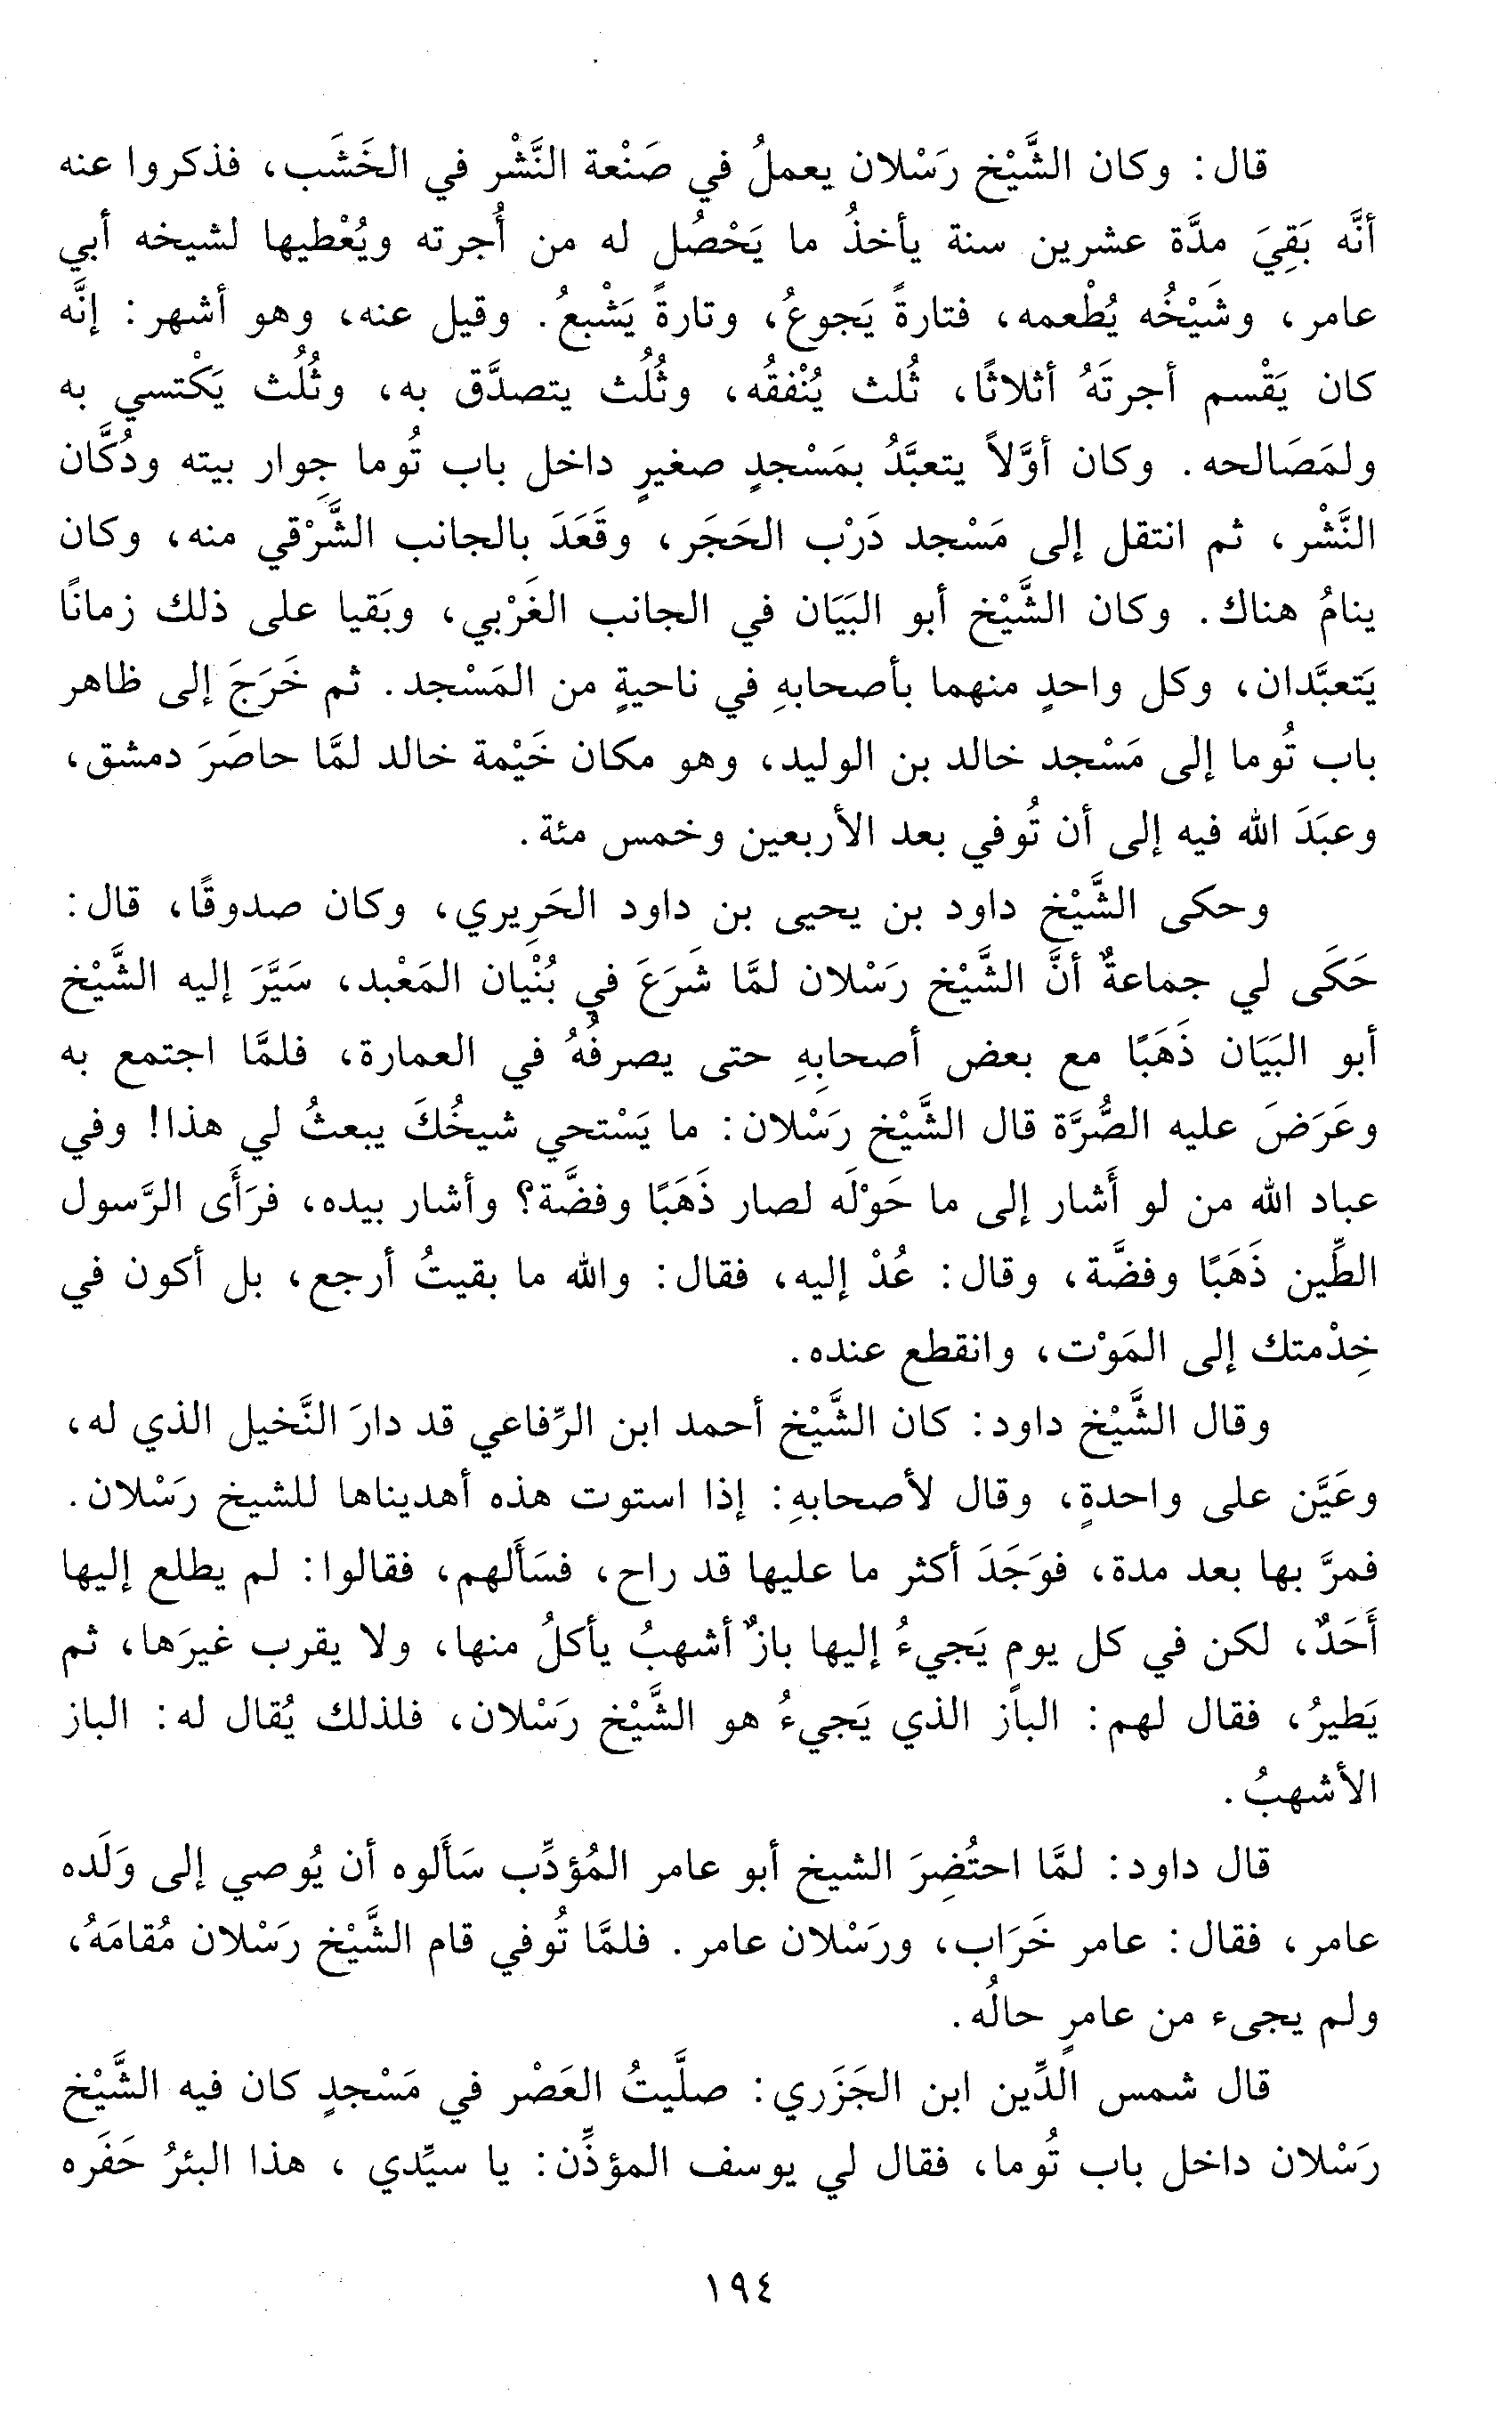 قال: وكان الشَّيْخ رَسْلان يعملُ في صَنْعة النَّشْر في الخَشَب، فذكروا عنه
أنَّه بَقِيَ مدَّة عشرين سنة يأخذُ ما يَحْصُل له من أُجرته ويُعْطيها لشيخه أبي
عامر، وشَيْخُه يُطْعمه، فتارةً يَجوعُ، وتارةً يَشْبعُ. وقيل عنه، وهو أشهر: إنَّه
كان يَقْسم أجرتَهُ أثلاثًا، ثُلث يُنْفقُه، وثُلُث يتصدَّق به، وثُلُث يَكْتسي به
ولمَصَالحه. وكان أوَّلاً يتعبَّدُ بمَسْجدٍ صغيرٍ داخل باب تُوما جِوار بيته ودُكَّان
النَّشْر، ثم انتقل إلى مَسْجد دَرْب الحَجَر، وقَعَدَ بالجانب الشَّرْقي منه، وكان
ينامُ هناك. وكان الشَّيْخ أبو البَيَان في الجانب الغَرْبي، وبَقيا على ذلك زمانًا
يَتعبَّدان، وكل واحدٍ منهما بأصحابهِ في ناحيةٍ من المَسْجد. ثم خَرَجَ إلى ظاهر
باب تُوما إلى مَسْجد خالد بن الوليد، وهو مكان خَيْمة خالد لمَّا حاصَرَ دمشق،
وعبَدَ الله فيه إلى أن تُوفي بعد الأربعين وخمس مئة.
وحكى الشَّيْخ داود بن يحيى بن داود الحَرِيري، وكان صدوقًا، قال:
حَكَى لي جماعةٌ أنَّ الشَّيْخ رَسْلان لمَّا شَرَعَ في بُنْيان المَعْبد، سَيَّرَ إليه الشَّيْخ
أبو البَيَان ذَهَبًا مع بعض أصحابِهِ حتى يصرفُهُ في العمارة، فلمَّا اجتمع به
وعَرَضَ عليه الصُّرَّة قال الشَّيْخ رَسْلان: ما يَسْتحي شيخُكَ يبعثُ لي هذا! وفي
عباد الله من لو أَشار إلى ما حَوْلَه لصار ذَهَبًا وفضَّة؟ وأشار بيده، فرَأَى الرَّسول
الطِّين ذَهَبًا وفضَّة، وقال: عُدْ إليه، فقال: والله ما بقيتُ أرجع، بل أكون في
خِدْمتك إلى المَوْت، وانقطع عنده.
وقال الشَّيْخ داود: كان الشَّيْخ أحمد ابن الرِّفاعي قد دارَ النَّخيل الذي له،
وعَيَّن على واحدةٍ، وقال لأصحابهِ: إذا استوت هذه أهديناها للشيخ رَسْلان.
فمرَّ بها بعد مدة، فوَجَدَ أكثر ما عليها قد راح، فسَأَلهم، فقالوا: لم يطلع إليها
أَحَدٌ، لكن في كل يومٍ يَجيءُ إليها بازٌ أشهبُ يأكلُ منها، ولا يقرب غيرَها، ثم
يَطيرُ، فقال لهم: الباز الذي يَجيءُ هو الشَّيْخ رَسْلان، فلذلك يُقال له: الباز
الأشهبُ.
قال داود: لمَّا احتُضِرَ الشيخ أبو عامر المُؤدِّب سَأَلوه أن يُوصي إلى وَلَده
عامر، فقال: عامر خَرَاب، ورَسْلان عامر. فلمَّا تُوفي قام الشَّيْخ رَسْلان مُقامَهُ،
ولم يجىء من عامرٍ حالُه.
قال شمس الدِّين ابن الجَزَري: صلَّيتُ العَصْر في مَسْجدٍ كان فيه الشَّيْخ
رَسْلان داخل باب تُوما، فقال لي يوسف المؤذِّن: يا سيِّدي ، هذا البئرُ حَفَره
١٩٤